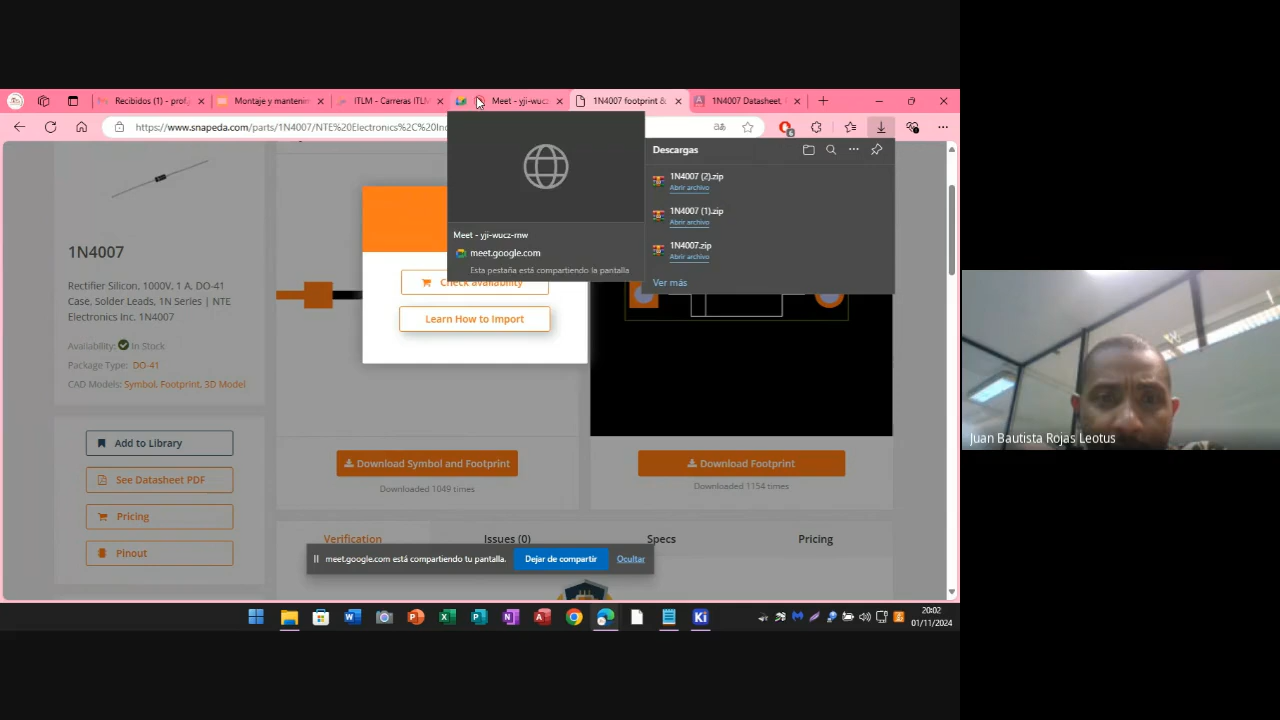 Recibidos (1) - prof.
Montaje y mantenim
ITLM - Carreras ITLM
Meet - yji-wucz
1N4007 footprint &
1N4007 Datasheet,
https://www.snapeda.com/parts/1N4007/NTE%20Electronics%2C%20Inc
Descargas
1N4007 (2).zip
Abrir archivo
1N4007 (1).zip
Abrir archivo
1N4007.zip
Abrir archivo
Ver más
Meet - yji-wucz-mw
meet.google.com
Esta pestaña está compartiendo la pantalla
1N4007
Rectifier Silicon, 1000V, 1 A, DO-41
Case, Solder Leads, 1N Series | NTE
Electronics Inc. 1N4007
Availability: In Stock
Package Type: DO-41
CAD Models: Symbol, Footprint, 3D Model
Check availability
Learn How to Import
Add to Library
See Datasheet PDF
Pricing
Pinout
Download Symbol and Footprint
Downloaded 1049 times
Download Footprint
Downloaded 1154 times
Verification
Issues (0)
Specs
Pricing
meet.google.com está compartiendo tu pantalla.
Dejar de compartir
Ocultar
Ki
20:02
01/11/2024
Juan Bautista Rojas Leotus